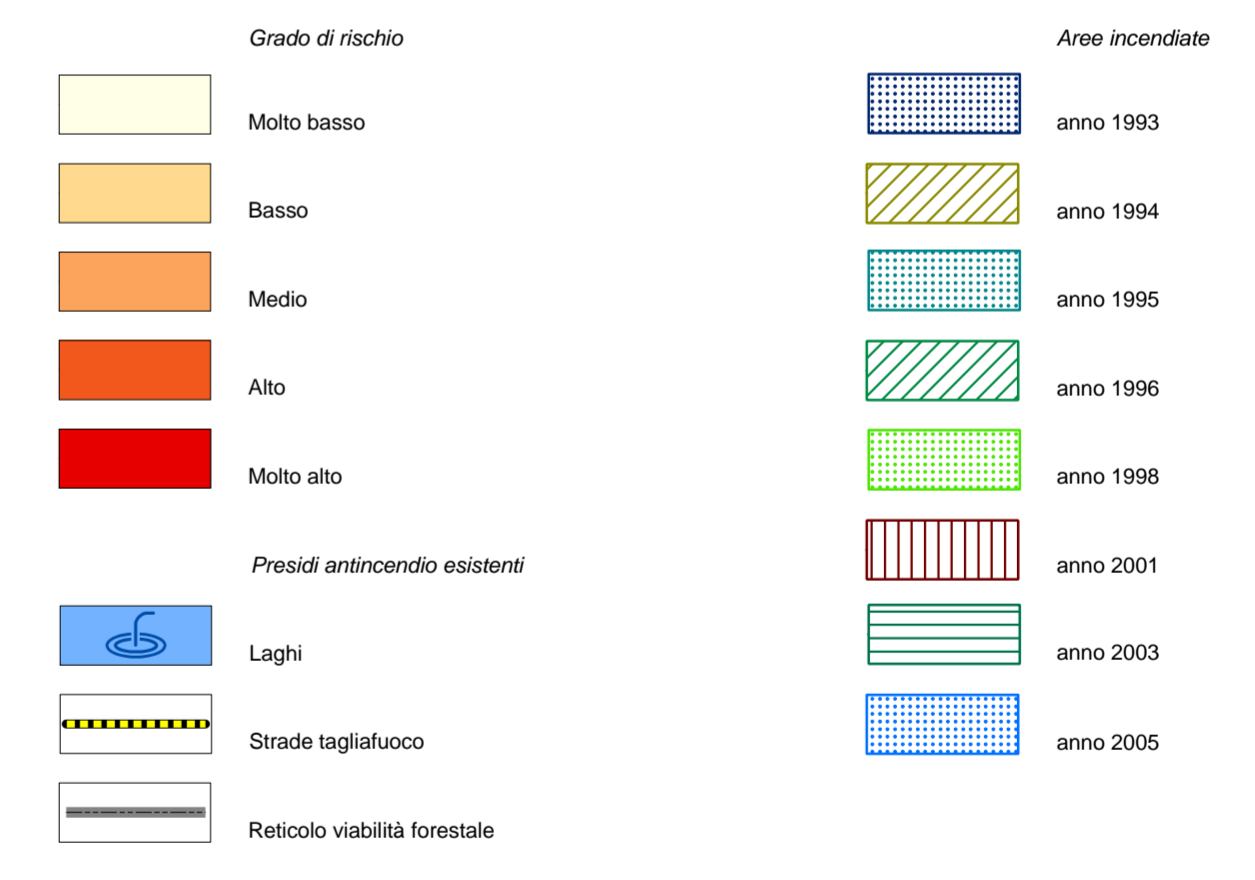 Grado di rischio
Molto basso
Basso
Medio
Alto
Molto alto
Presidi antincendio esistenti
Laghi
Strade tagliafuoco
Reticolo viabilità forestale
Aree incendiate
anno 1993
anno 1994
anno 1995
anno 1996
anno 1998
anno 2001
anno 2003
anno 2005